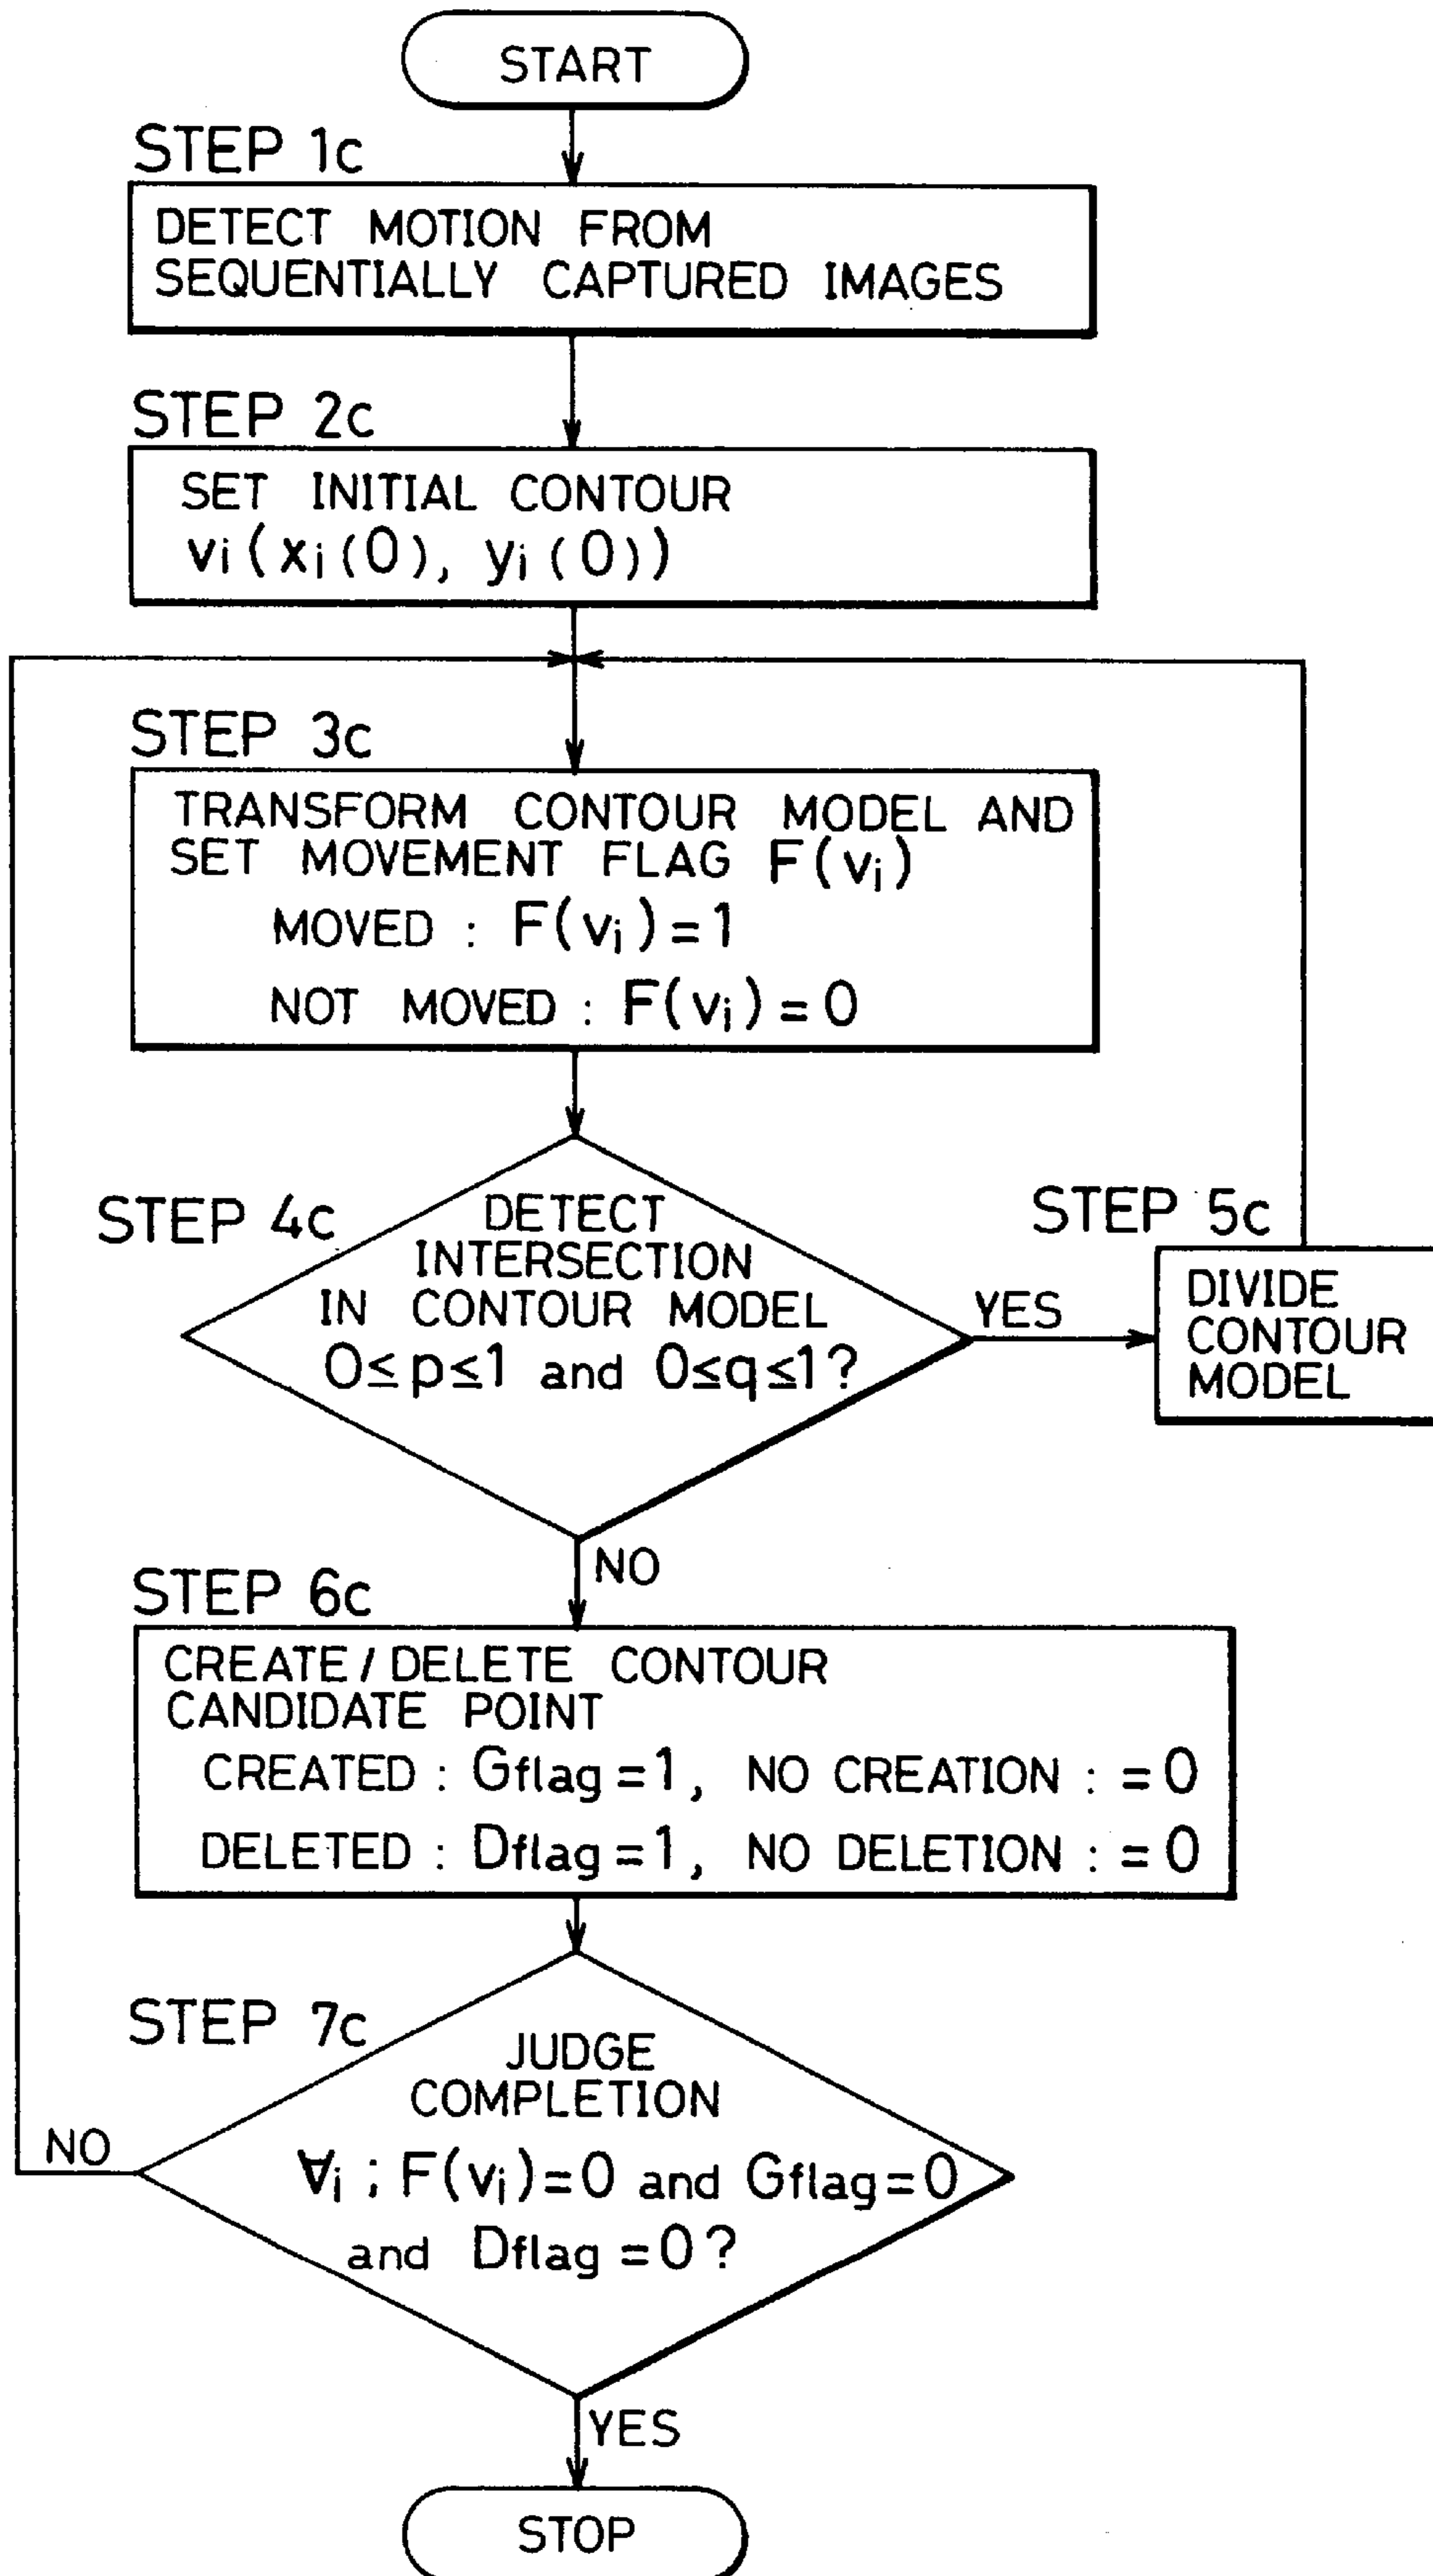 START
STEP 1c
DETECT MOTION FROM
SEQUENTIALLY CAPTURED IMAGES
STEP 2c
SET INITIAL CONTOUR
vi(xi(0), yi(0))
STEP 3c
TRANSFORM CONTOUR MODEL AND
SET MOVEMENT FLAG F(vi)
MOVED : F(vi)=1
NOT MOVED : F(vi)=0
STEP 4c
DETECT
INTERSECTION
IN CONTOUR MODEL
0≤p≤1 and 0≤q≤1?
YES
STEP 5c
DIVIDE
CONTOUR
MODEL
NO
STEP 6c
CREATE/DELETE CONTOUR
CANDIDATE POINT
CREATED : Gflag=1, NO CREATION : =0
DELETED : Dflag=1, NO DELETION : =0
STEP 7c
JUDGE
COMPLETION
∀i ; F(vi)=0 and Gflag=0
and Dflag=0?
NO
YES
STOP